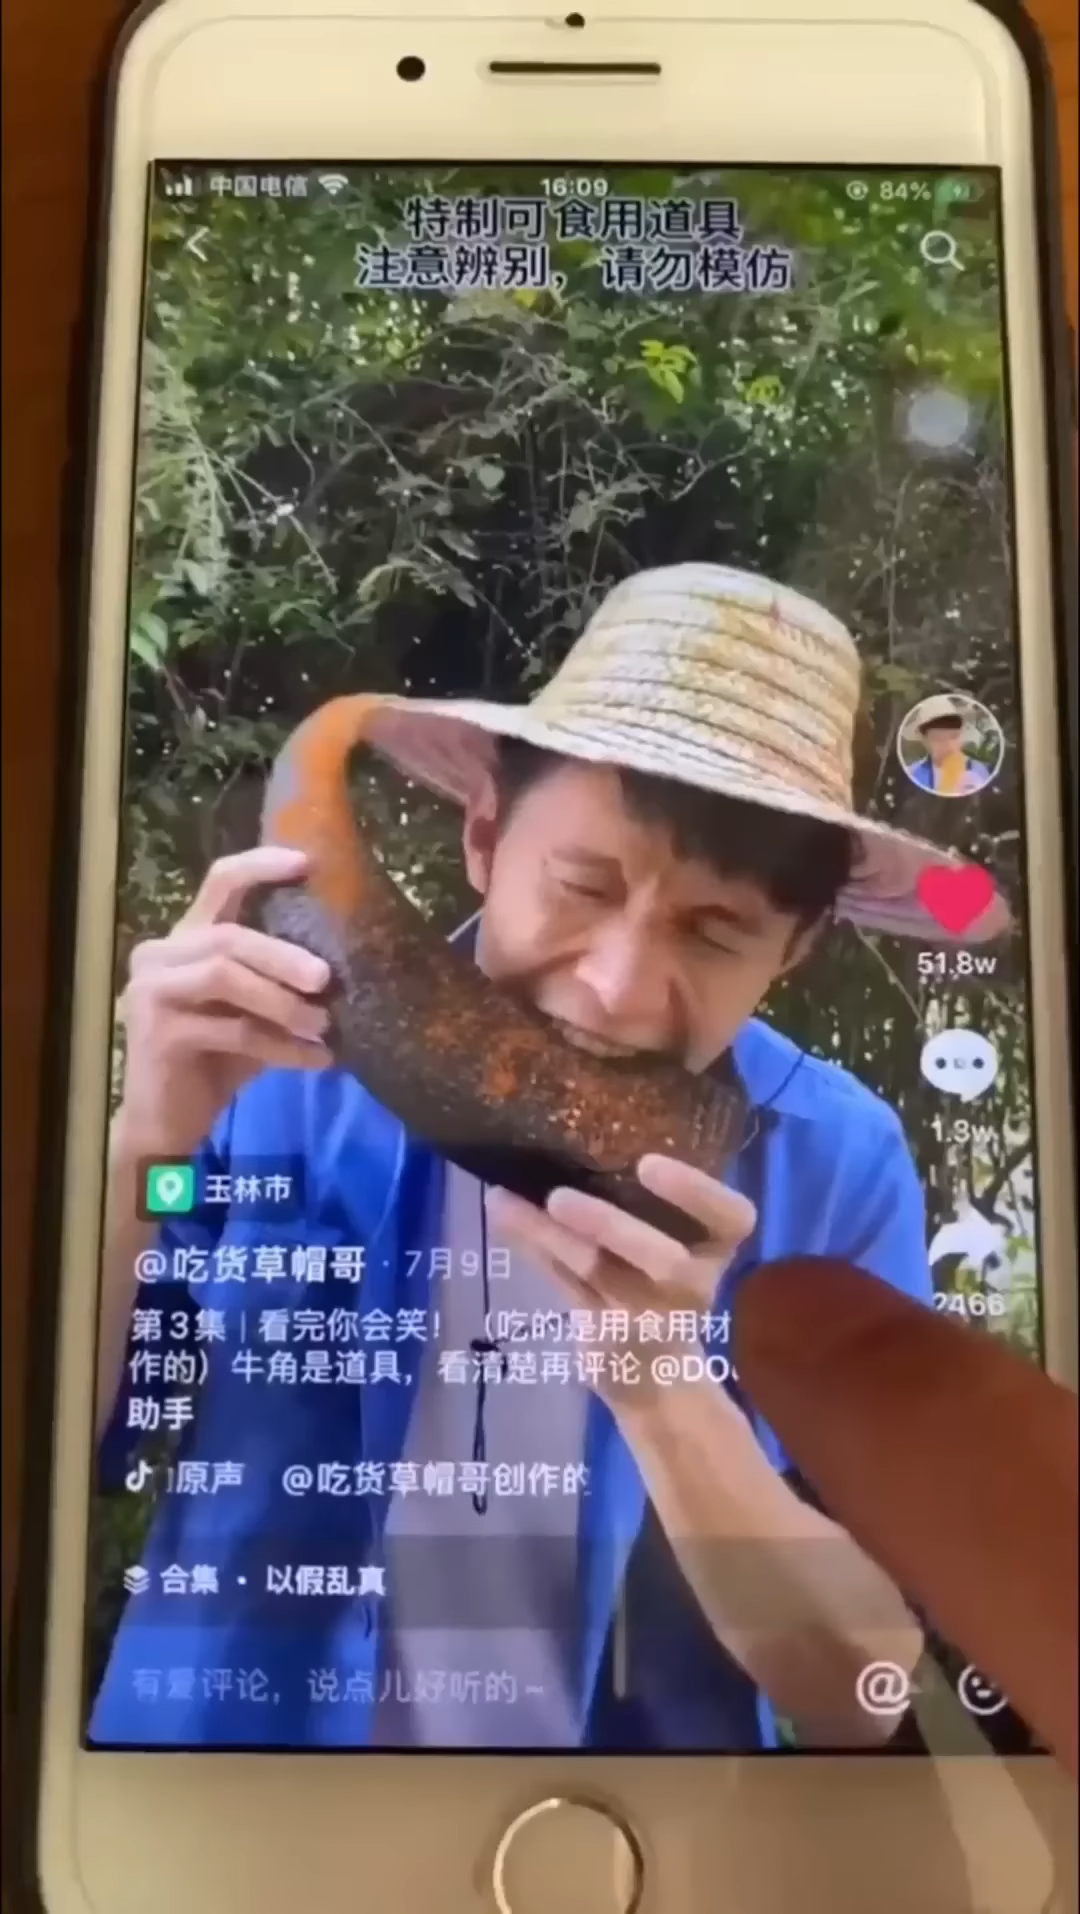 中国电信
16:09
84%
特制可食用道具
注意辨别，请勿模仿
51.8w
1.3w
2466
玉林市
@吃货草帽哥 · 7月9日
第3集 | 看完你会笑！（吃的是用食用材
作的）牛角是道具，看清楚再评论 @DO
助手
原声 @吃货草帽哥创作的
合集 · 以假乱真
有爱评论，说点儿好听的~